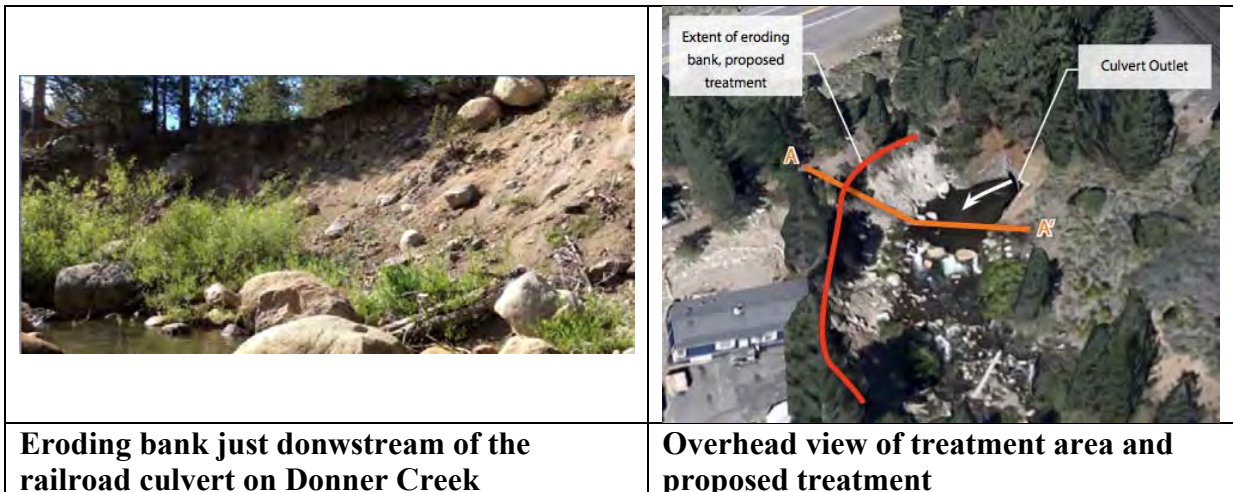 Extent of eroding
bank, proposed
treatment
Culvert Outlet
A
A'
Eroding bank just donwstream of the
railroad culvert on Donner Creek
Overhead view of treatment area and
proposed treatment